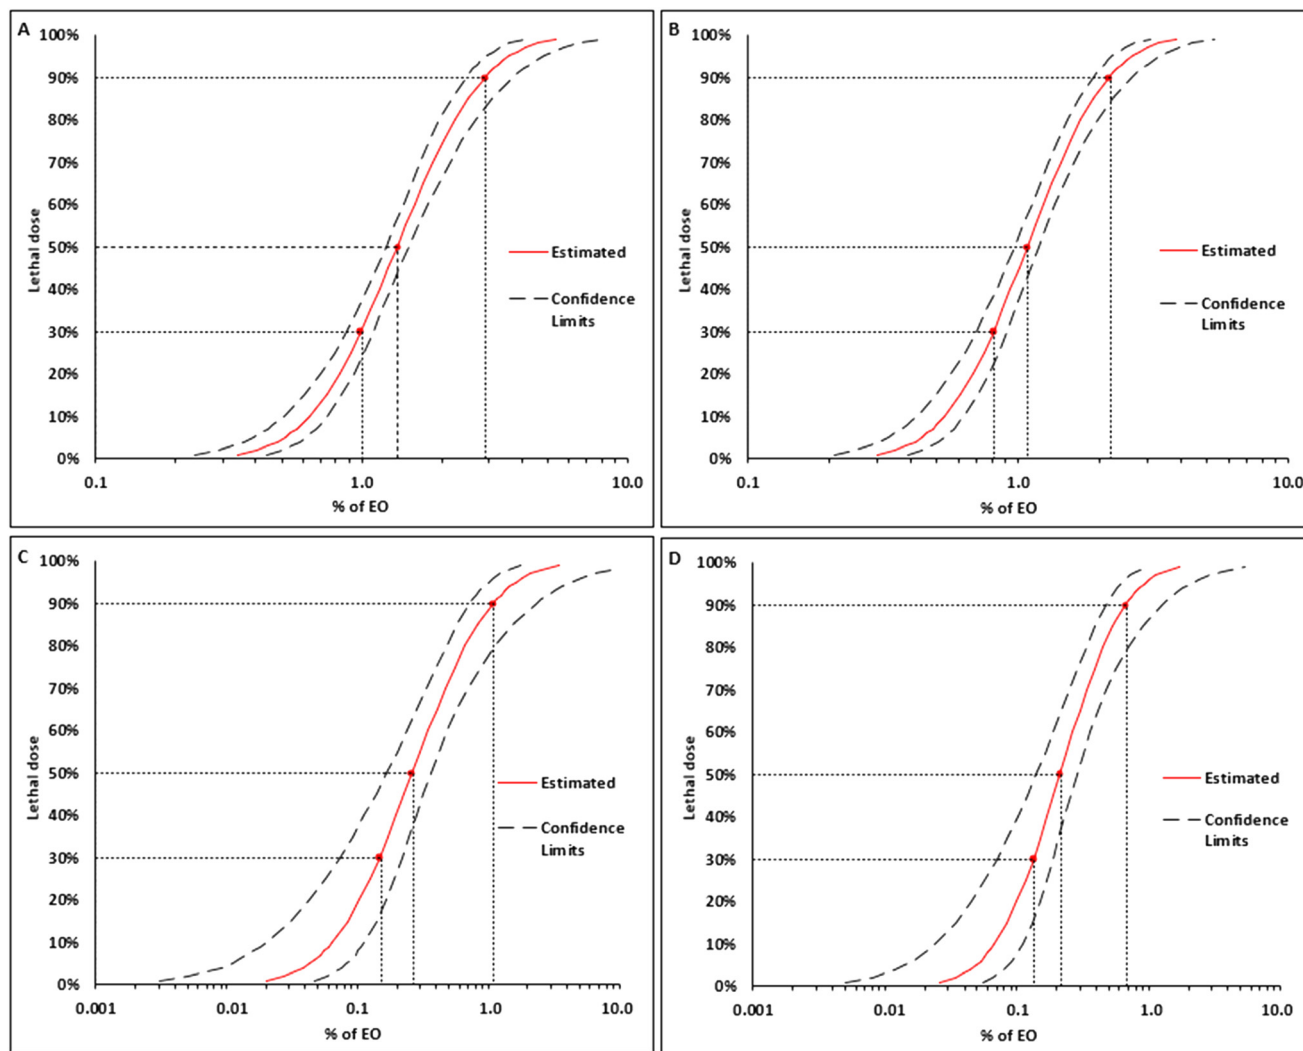 A
Lethal dose
100%
90%
80%
70%
60%
50%
40%
30%
20%
10%
0%
0.1
1.0
10.0
% of EO
Estimated
Confidence
Limits
B
Lethal dose
100%
90%
80%
70%
60%
50%
40%
30%
20%
10%
0%
0.1
1.0
10.0
% of EO
Estimated
Confidence
Limits
C
Lethal dose
100%
90%
80%
70%
60%
50%
40%
30%
20%
10%
0%
0.001
0.01
0.1
1.0
10.0
% of EO
Estimated
Confidence
Limits
D
Lethal dose
100%
90%
80%
70%
60%
50%
40%
30%
20%
10%
0%
0.001
0.01
0.1
1.0
10.0
% of EO
Estimated
Confidence
Limits